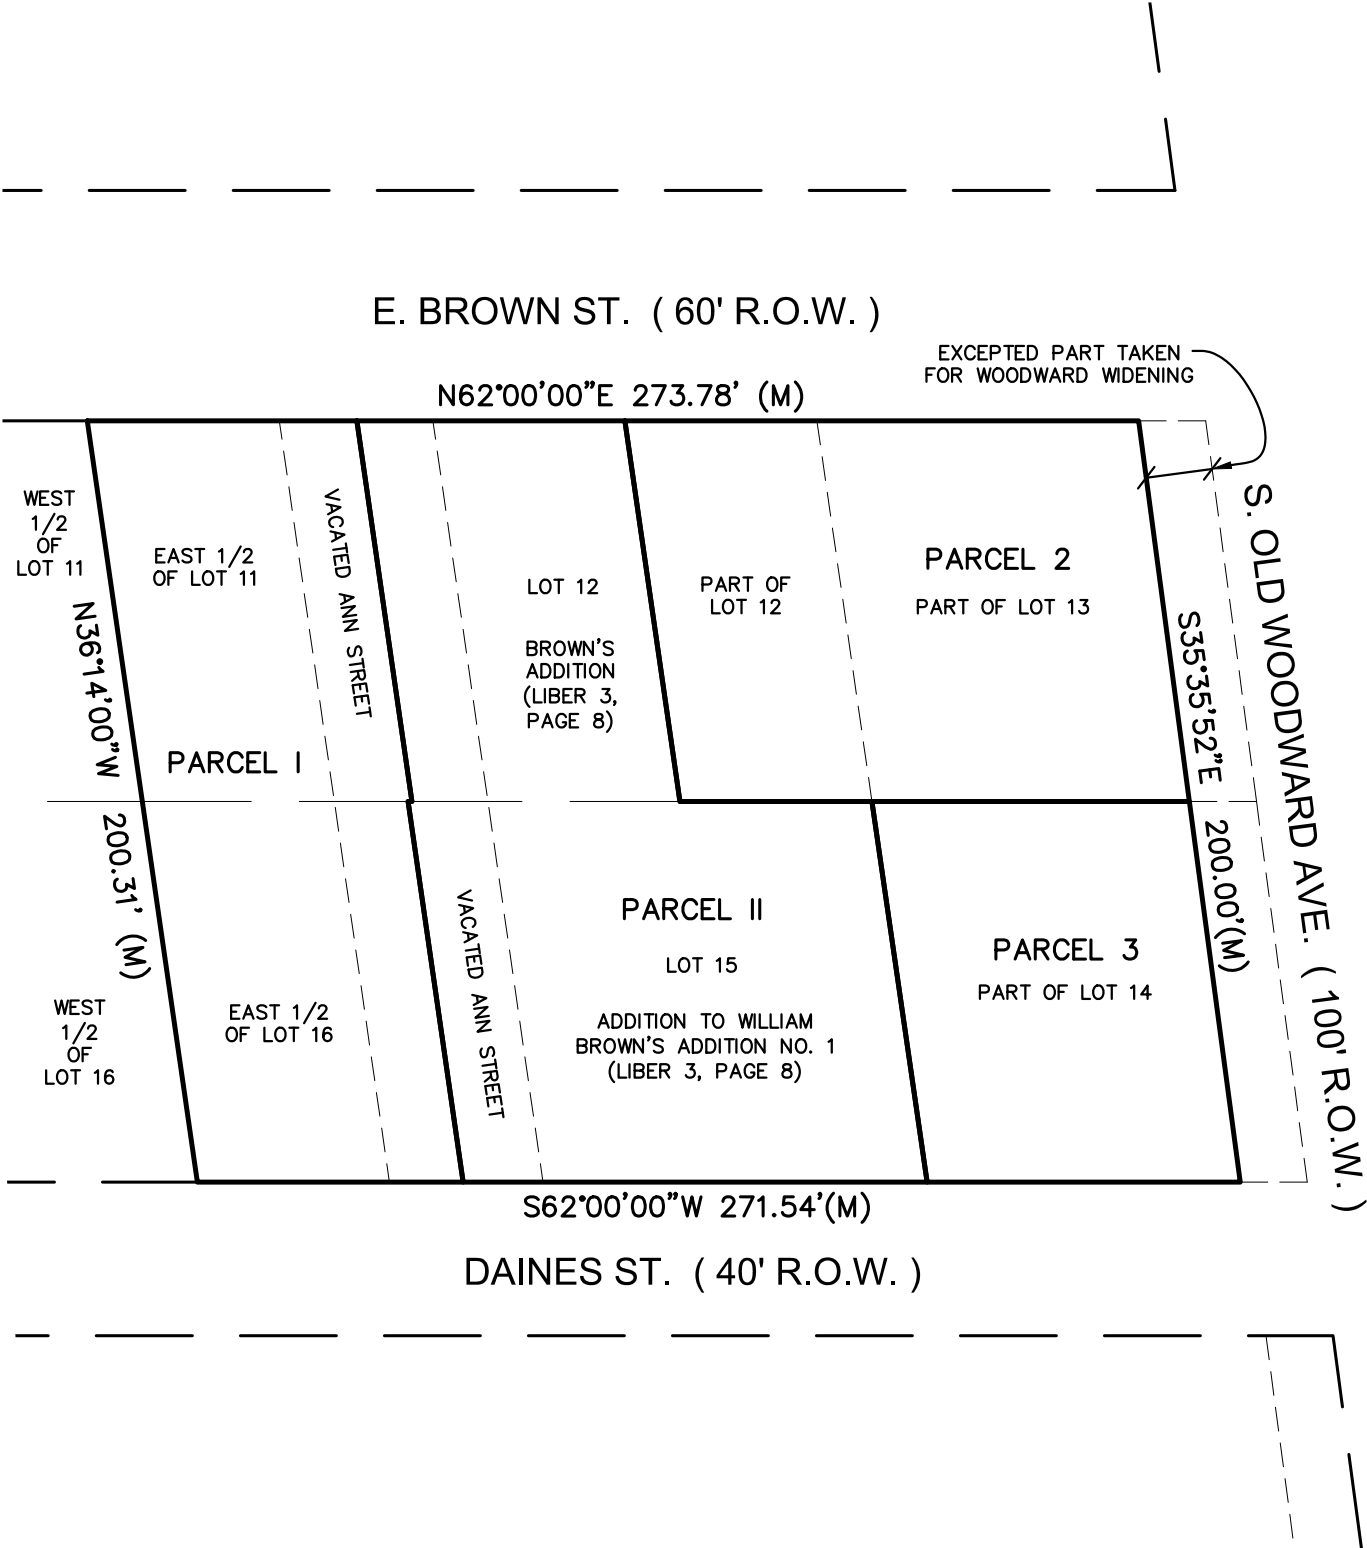 E. BROWN ST. ( 60' R.O.W. )
EXCEPTED PART TAKEN
FOR WOODWARD WIDENING
N62°00'00"E 273.78' (M)
WEST
1/2
OF
LOT 11
EAST 1/2
OF LOT 11
VACATED ANN STREET
LOT 12
BROWN'S
ADDITION
(LIBER 3,
PAGE 8)
PART OF
LOT 12
PARCEL 2
PART OF LOT 13
S. OLD WOODWARD AVE. ( 100' R.O.W. )
N36°14'00"W 200.31' (M)
S35°35'52"E 200.00'(M)
PARCEL I
WEST
1/2
OF
LOT 16
EAST 1/2
OF LOT 16
VACATED ANN STREET
PARCEL II
LOT 15
ADDITION TO WILLIAM
BROWN'S ADDITION NO. 1
(LIBER 3, PAGE 8)
PARCEL 3
PART OF LOT 14
S62°00'00"W 271.54'(M)
DAINES ST. ( 40' R.O.W. )